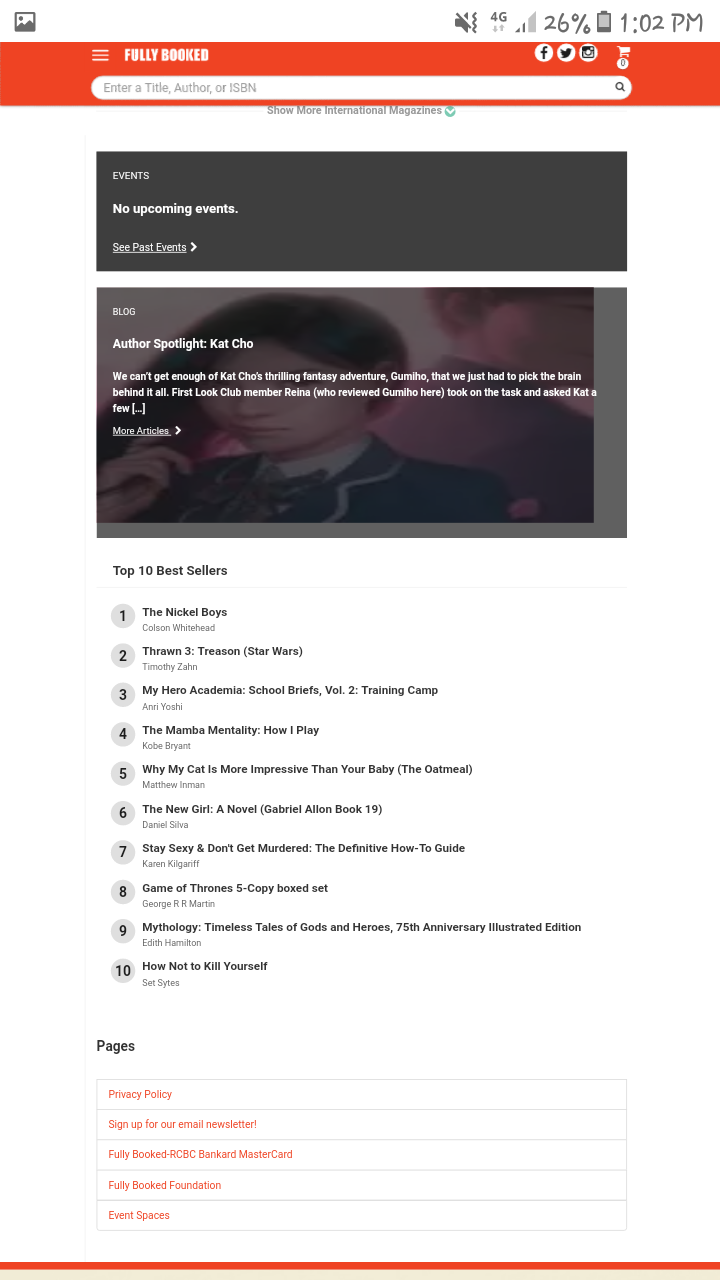 4G 26% 1:02 PM
FULLY BOOKED
0
Enter a Title, Author, or ISBN
Show More International Magazines
EVENTS
No upcoming events.
See Past Events
BLOG
Author Spotlight: Kat Cho
We can't get enough of Kat Cho's thrilling fantasy adventure, Gumiho, that we just had to pick the brain
behind it all. First Look Club member Reina (who reviewed Gumiho here) took on the task and asked Kat a
few [...]
More Articles
Top 10 Best Sellers
1 The Nickel Boys
Colson Whitehead
2 Thrawn 3: Treason (Star Wars)
Timothy Zahn
3 My Hero Academia: School Briefs, Vol. 2: Training Camp
Anri Yoshi
4 The Mamba Mentality: How I Play
Kobe Bryant
5 Why My Cat Is More Impressive Than Your Baby (The Oatmeal)
Matthew Inman
6 The New Girl: A Novel (Gabriel Allon Book 19)
Daniel Silva
7 Stay Sexy & Don't Get Murdered: The Definitive How-To Guide
Karen Kilgariff
8 Game of Thrones 5-Copy boxed set
George R R Martin
9 Mythology: Timeless Tales of Gods and Heroes, 75th Anniversary Illustrated Edition
Edith Hamilton
10 How Not to Kill Yourself
Set Sytes
Pages
Privacy Policy
Sign up for our email newsletter!
Fully Booked-RCBC Bankard MasterCard
Fully Booked Foundation
Event Spaces